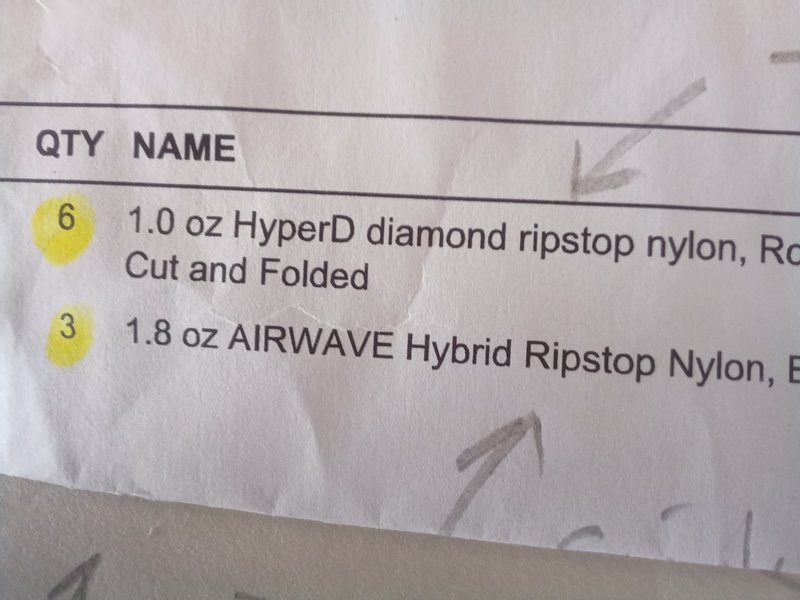 QTY NAME
6 1.0 oz HyperD diamond ripstop nylon,
Cut and Folded
3 1.8 oz AIRWAVE Hybrid Ripstop Nylon,